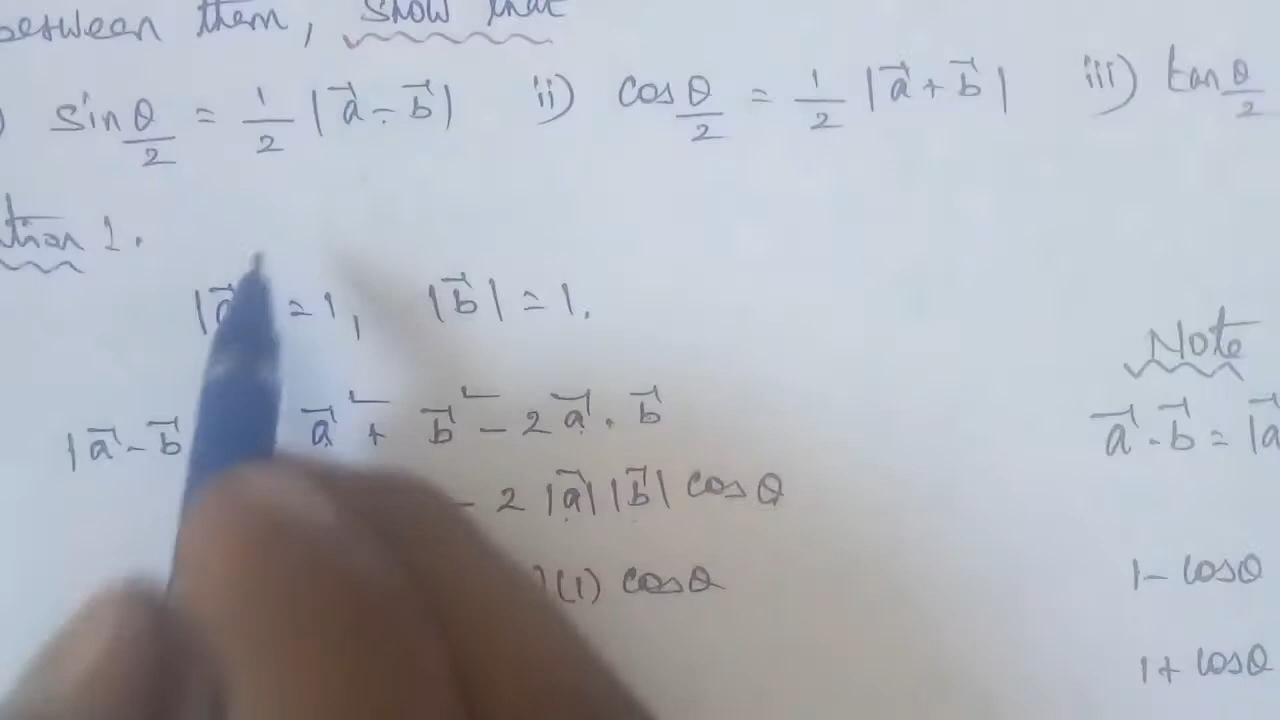 between them, show that
) sin θ/2 = 1/2 |a⃗ - b⃗| ii) cos θ/2 = 1/2 |a⃗ + b⃗| iii) tan θ/2
tion 1.
|a⃗ = 1, |b⃗| = 1.
Note
|a⃗ - b⃗ a⃗² + b⃗² - 2 a⃗ . b⃗
a⃗ . b⃗ = |a⃗
- 2 |a⃗| |b⃗| cos θ
(1) cos θ
1 - cos θ
1 + cos θ